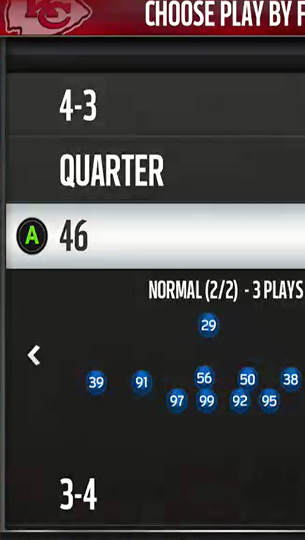 CHOOSE PLAY BY F
4-3
QUARTER
A 46
NORMAL (2/2) - 3 PLAYS
29
39 91 56 50 38
97 99 92 95
3-4